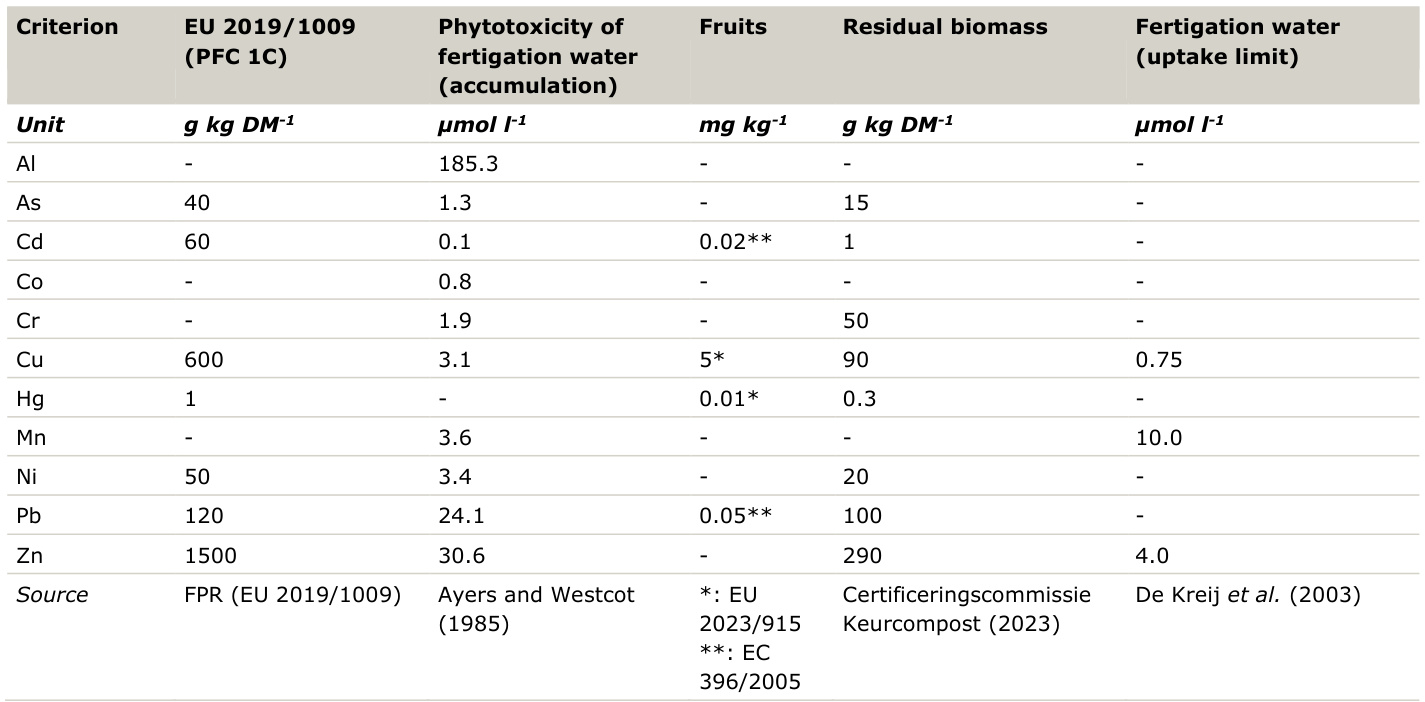 Criterion EU 2019/1009 (PFC 1C) Phytotoxicity of fertigation water (accumulation) Fruits Residual biomass Fertigation water (uptake limit)
Unit g kg DM-1 µmol l-1 mg kg-1 g kg DM-1 µmol l-1
Al - 185.3 - - -
As 40 1.3 - 15 -
Cd 60 0.1 0.02** 1 -
Co - 0.8 - - -
Cr - 1.9 - 50 -
Cu 600 3.1 5* 90 0.75
Hg 1 - 0.01* 0.3 -
Mn - 3.6 - - 10.0
Ni 50 3.4 - 20 -
Pb 120 24.1 0.05** 100 -
Zn 1500 30.6 - 290 4.0
Source FPR (EU 2019/1009) Ayers and Westcot (1985) *: EU 2023/915 **: EC 396/2005 Certificeringscommissie Keurcompost (2023) De Kreij et al. (2003)